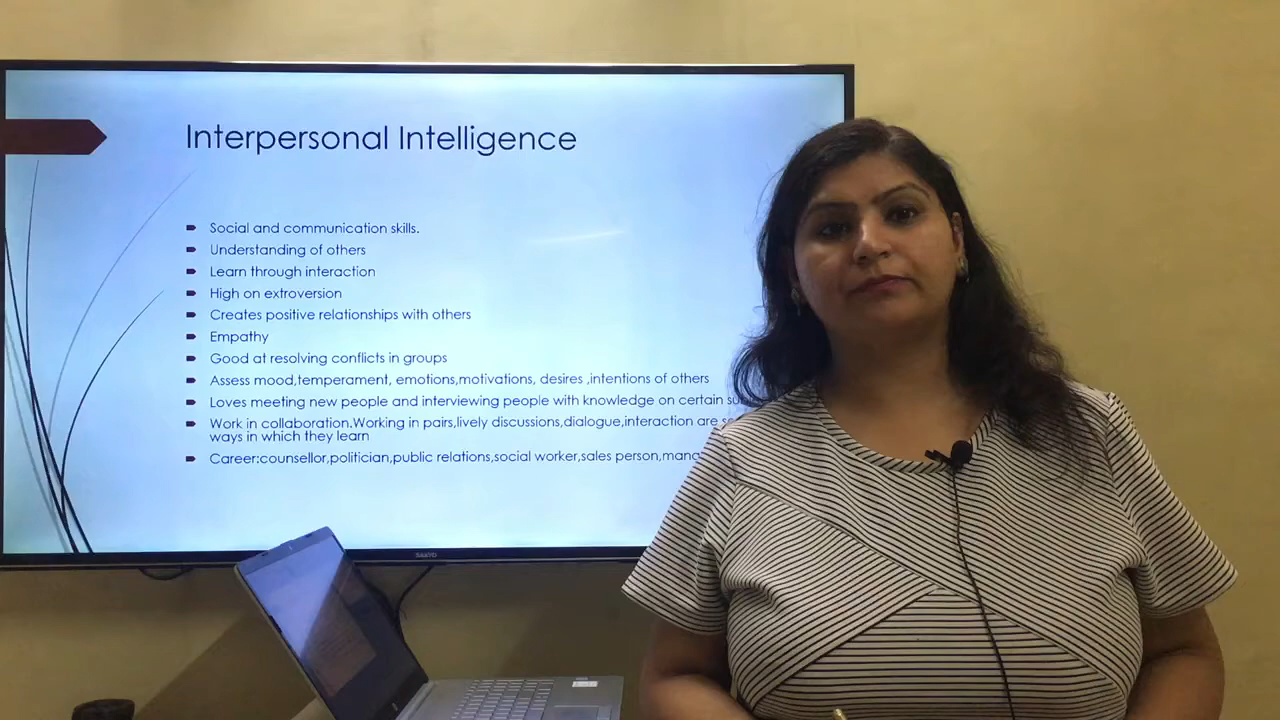 Interpersonal Intelligence
Social and communication skills.
Understanding of others
Learn through interaction
High on extroversion
Creates positive relationships with others
Empathy
Good at resolving conflicts in groups
Assess mood,temperament, emotions,motivations, desires ,intentions of others
Loves meeting new people and interviewing people with knowledge on certain
Work in collaboration.Working in pairs,lively discussions,dialogue,interaction are
ways in which they learn
Career:counsellor,politician,public relations,social worker,sales person,
SANYO